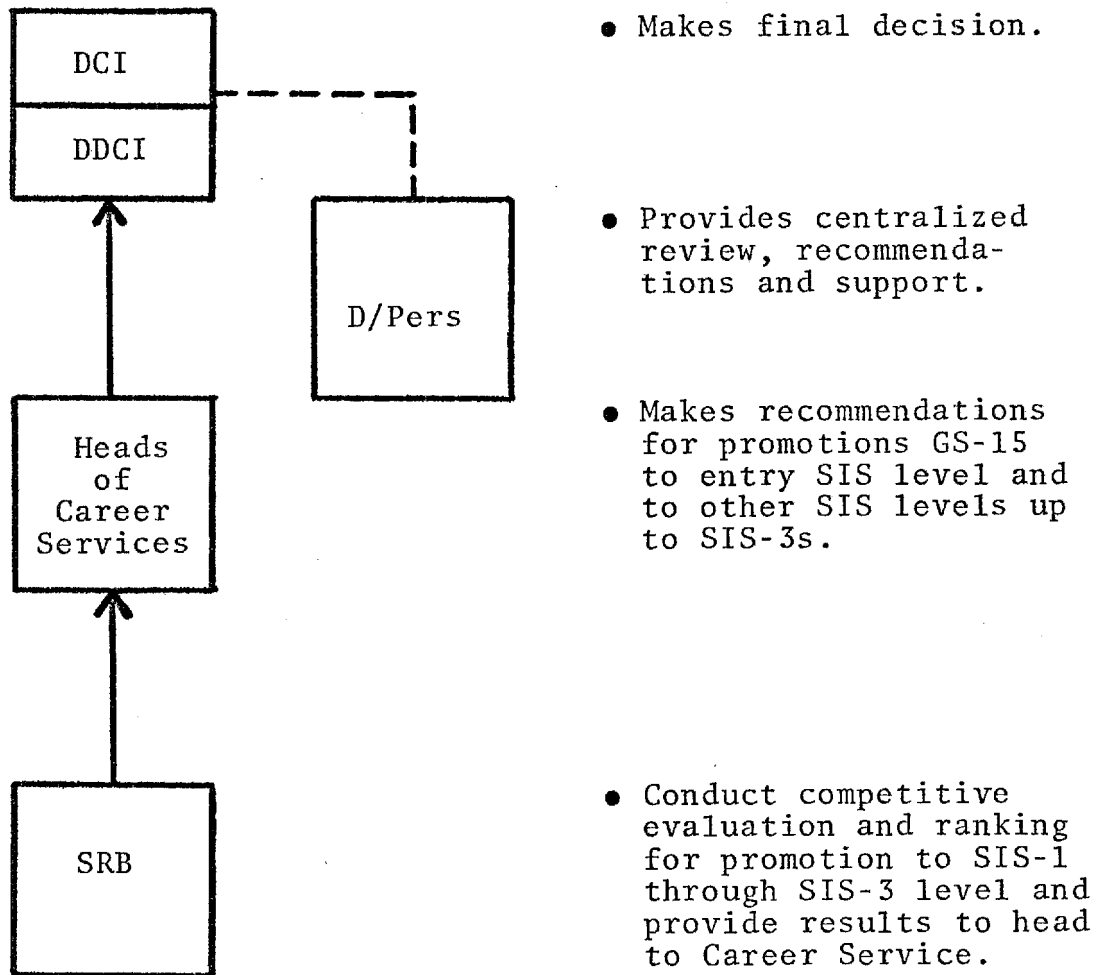 DCI
DDCI
● Makes final decision.
D/Pers
● Provides centralized
review, recommenda-
tions and support.
Heads
of
Career
Services
● Makes recommendations
for promotions GS-15
to entry SIS level and
to other SIS levels up
to SIS-3s.
SRB
● Conduct competitive
evaluation and ranking
for promotion to SIS-1
through SIS-3 level and
provide results to head
to Career Service.